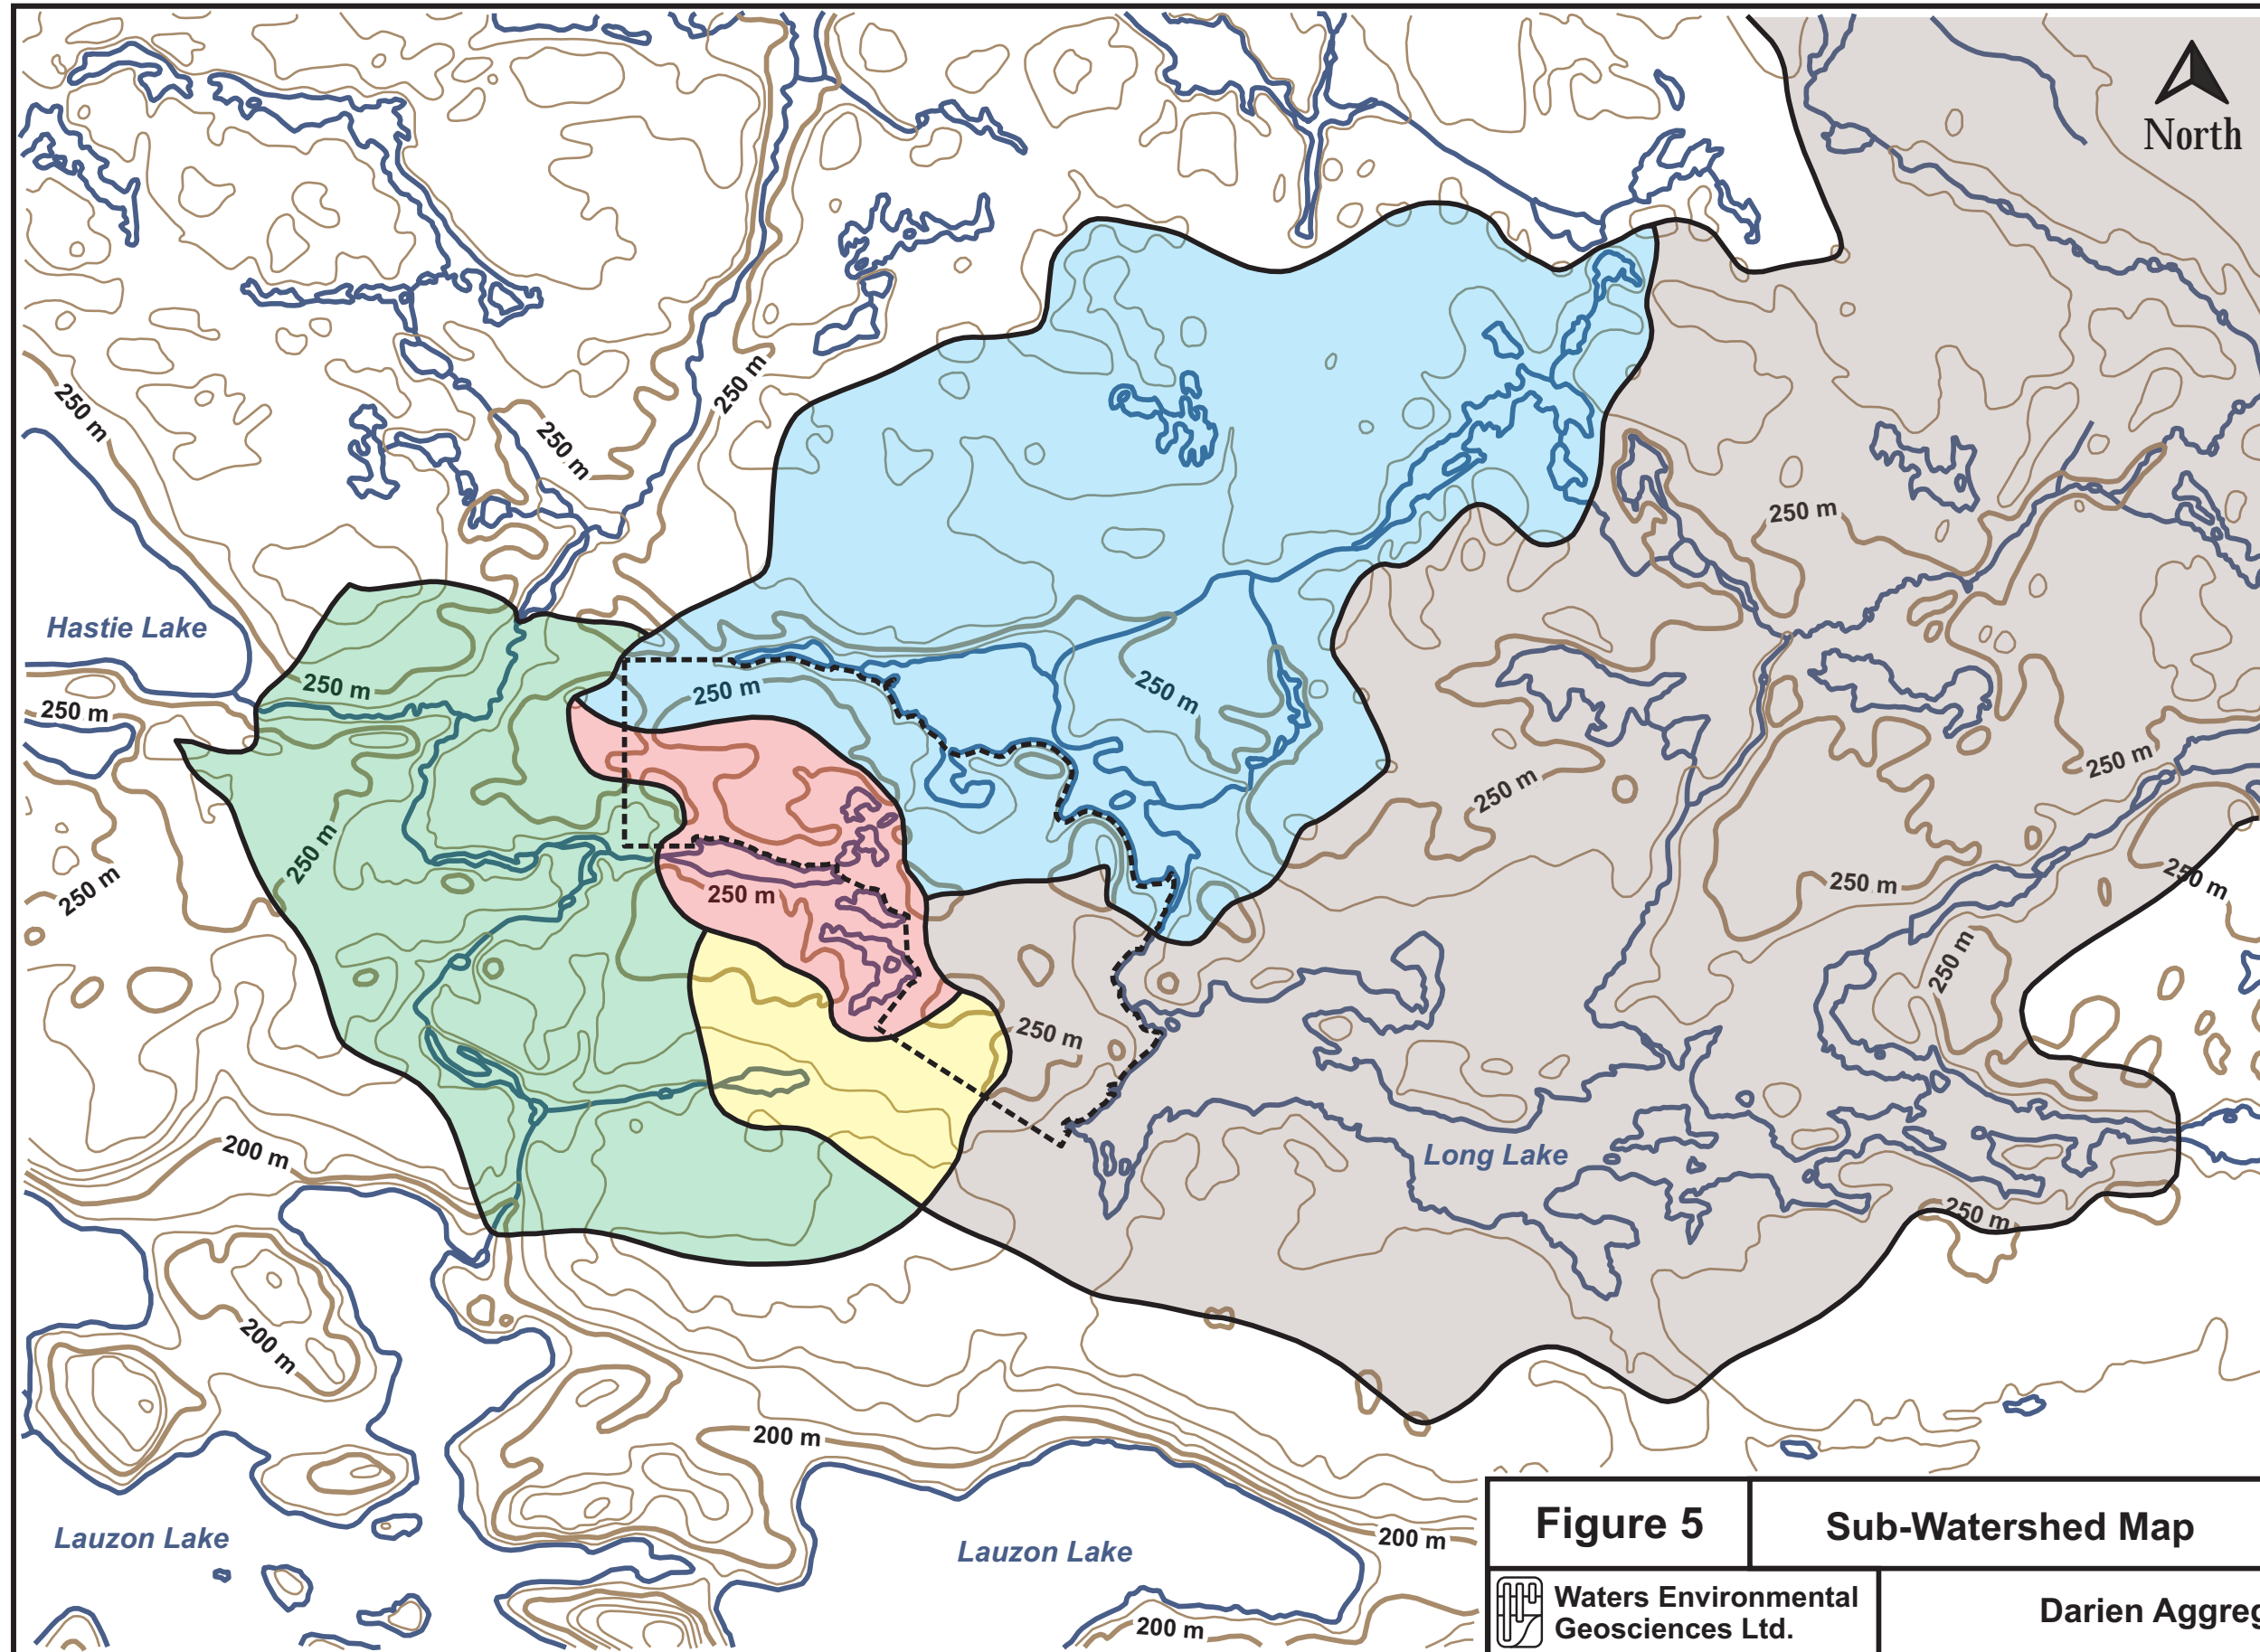 North
250 m
250 m
250 m
250 m
Hastie Lake
250 m
250 m
250 m
250 m
250 m
250 m
250 m
250 m
250 m
250 m
250 m
250 m
250 m
250 m
200 m
Long Lake
250 m
200 m
200 m
Lauzon Lake
Lauzon Lake
200 m
200 m
Figure 5
Sub-Watershed Map
Waters Environmental
Geosciences Ltd.
Darien Aggreg